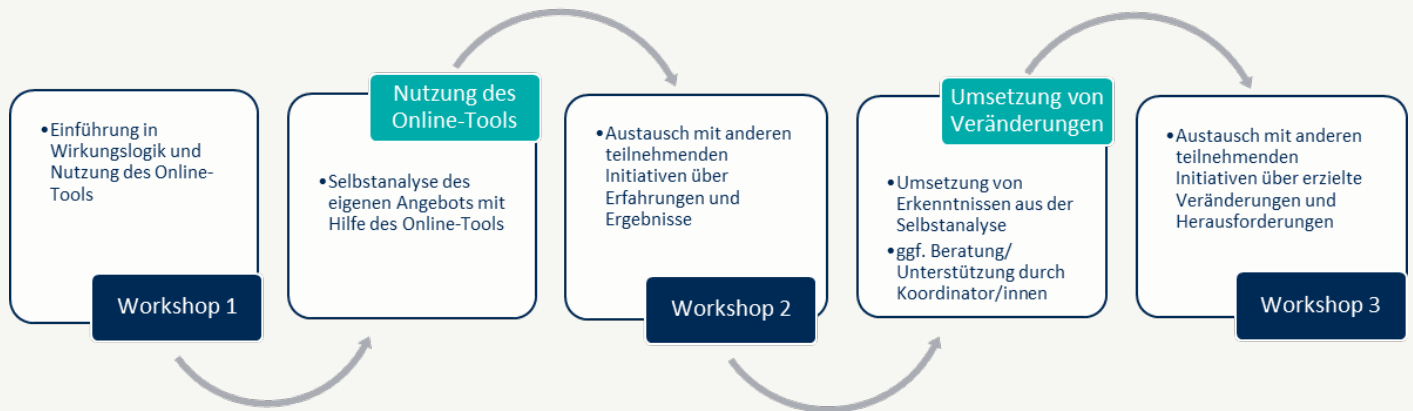 •Einführung in
Wirkungslogik und
Nutzung des Online-
Tools
Workshop 1
Nutzung des
Online-Tools
•Selbstanalyse des
eigenen Angebots mit
Hilfe des Online-Tools
•Austausch mit anderen
teilnehmenden
Initiativen über
Erfahrungen und
Ergebnisse
Workshop 2
Umsetzung von
Veränderungen
•Umsetzung von
Erkenntnissen aus der
Selbstanalyse
•ggf. Beratung/
Unterstützung durch
Koordinator/innen
•Austausch mit anderen
teilnehmenden
Initiativen über erzielte
Veränderungen und
Herausforderungen
Workshop 3